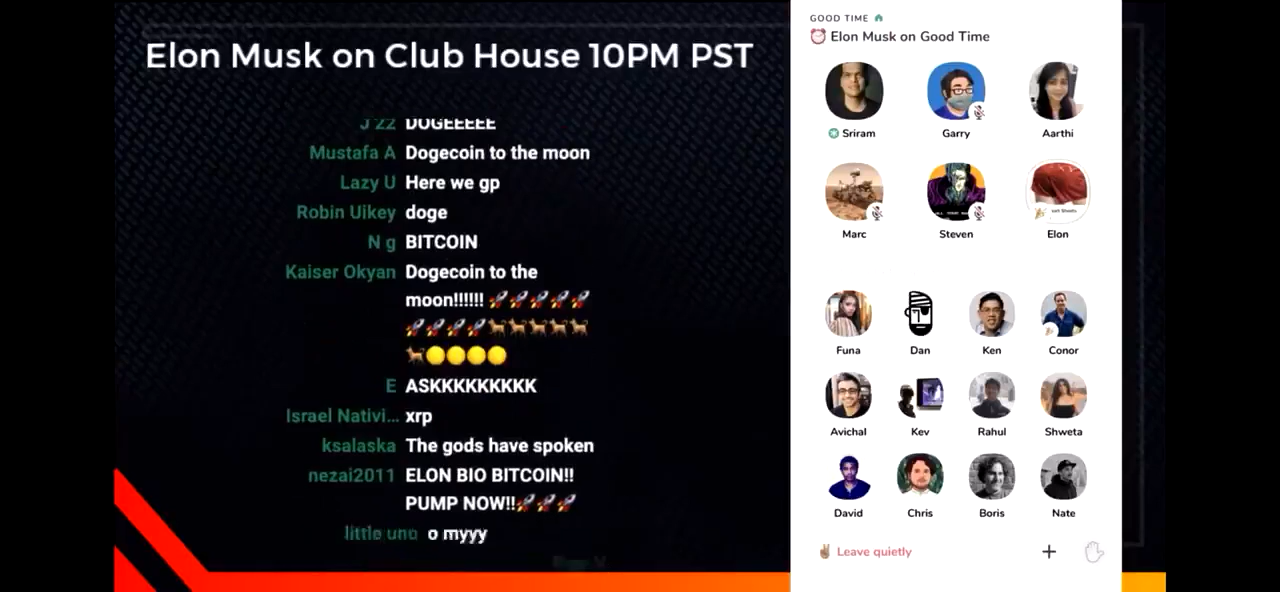 Elon Musk on Club House 10PM PST
J 22 DOGEEEEE
Mustafa A Dogecoin to the moon
Lazy U Here we gp
Robin Uikey doge
N g BITCOIN
Kaiser Okyan Dogecoin to the
moon!!!!!! 🚀🚀🚀🚀🚀
🚀🚀🚀🚀🐕🐕🐕🐕🐕
🐕🟡🟡🟡🟡
E ASKKKKKKKKK
Israel Nativi... xrp
ksalaska The gods have spoken
nezai2011 ELON BIO BITCOIN!!
PUMP NOW!!🚀🚀🚀
little uno o myyy
GOOD TIME
⏰ Elon Musk on Good Time
Sriram Garry Aarthi
Marc Steven Elon
Funa Dan Ken Conor
Avichal Kev Rahul Shweta
David Chris Boris Nate
✌🏽 Leave quietly +